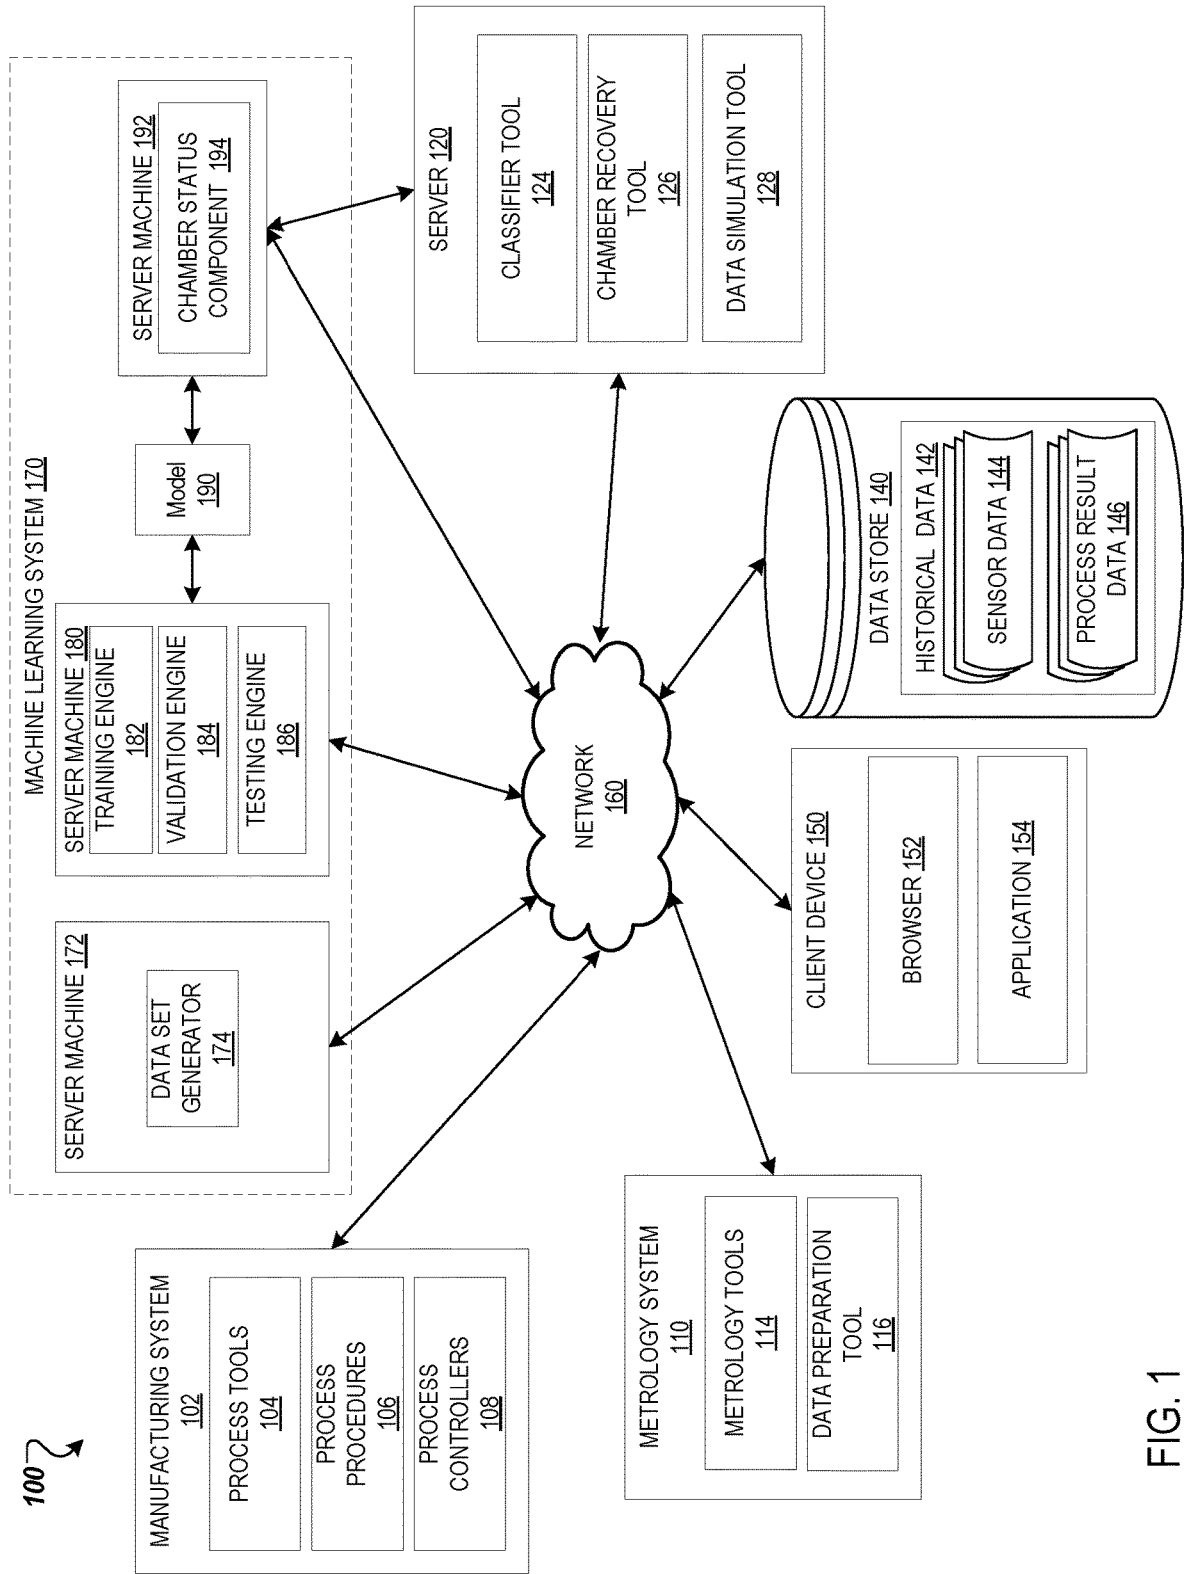 100
MACHINE LEARNING SYSTEM 170
MANUFACTURING SYSTEM
102
PROCESS TOOLS
104
PROCESS
PROCEDURES
106
PROCESS
CONTROLLERS
108
SERVER MACHINE 172
DATA SET
GENERATOR
174
SERVER MACHINE 180
TRAINING ENGINE
182
VALIDATION ENGINE
184
TESTING ENGINE
186
Model
190
SERVER MACHINE 192
CHAMBER STATUS
COMPONENT 194
NETWORK
160
SERVER 120
CLASSIFIER TOOL
124
CHAMBER RECOVERY
TOOL
126
DATA SIMULATION TOOL
128
METROLOGY SYSTEM
110
METROLOGY TOOLS
114
DATA PREPARATION
TOOL
116
CLIENT DEVICE 150
BROWSER 152
APPLICATION 154
DATA STORE 140
HISTORICAL DATA 142
SENSOR DATA 144
PROCESS RESULT
DATA 146
FIG. 1